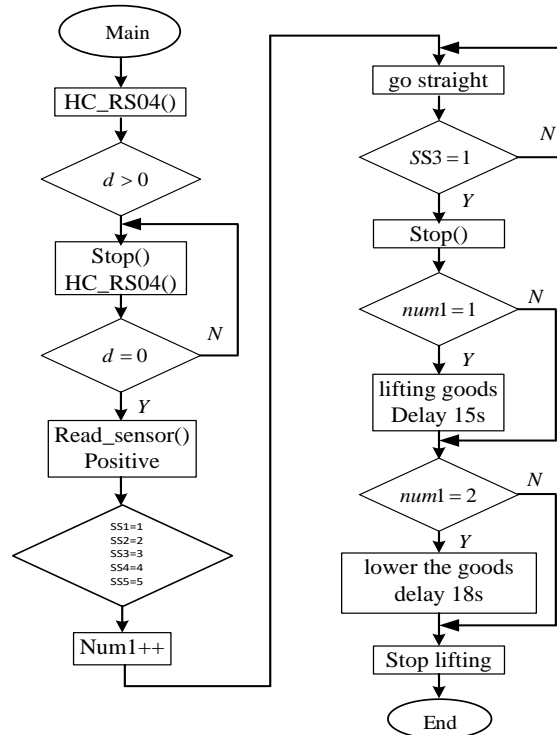 Main
HC_RS04()
d > 0
Stop()
HC_RS04()
d = 0
N
Y
Read_sensor()
Positive
SS1=1
SS2=2
SS3=3
SS4=4
SS5=5
Num1++
go straight
SS3 = 1
N
Y
Stop()
num1 = 1
N
Y
lifting goods
Delay 15s
num1 = 2
N
Y
lower the goods
delay 18s
Stop lifting
End